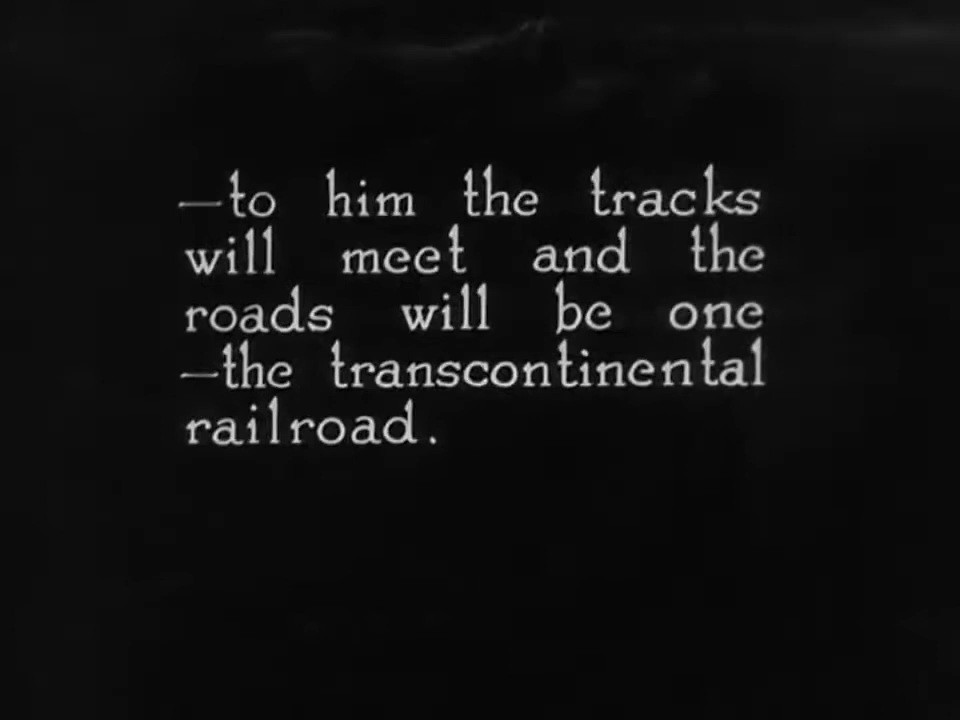 —to him the tracks
will meet and the
roads will be one
—the transcontinental
railroad.